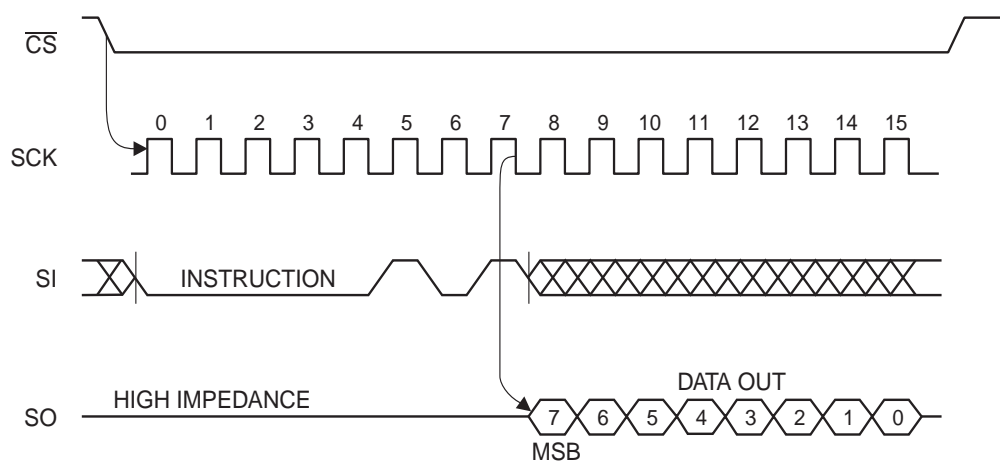 C̅S̅
0 1 2 3 4 5 6 7 8 9 10 11 12 13 14 15
SCK
SI
INSTRUCTION
DATA OUT
HIGH IMPEDANCE
SO
7 6 5 4 3 2 1 0
MSB